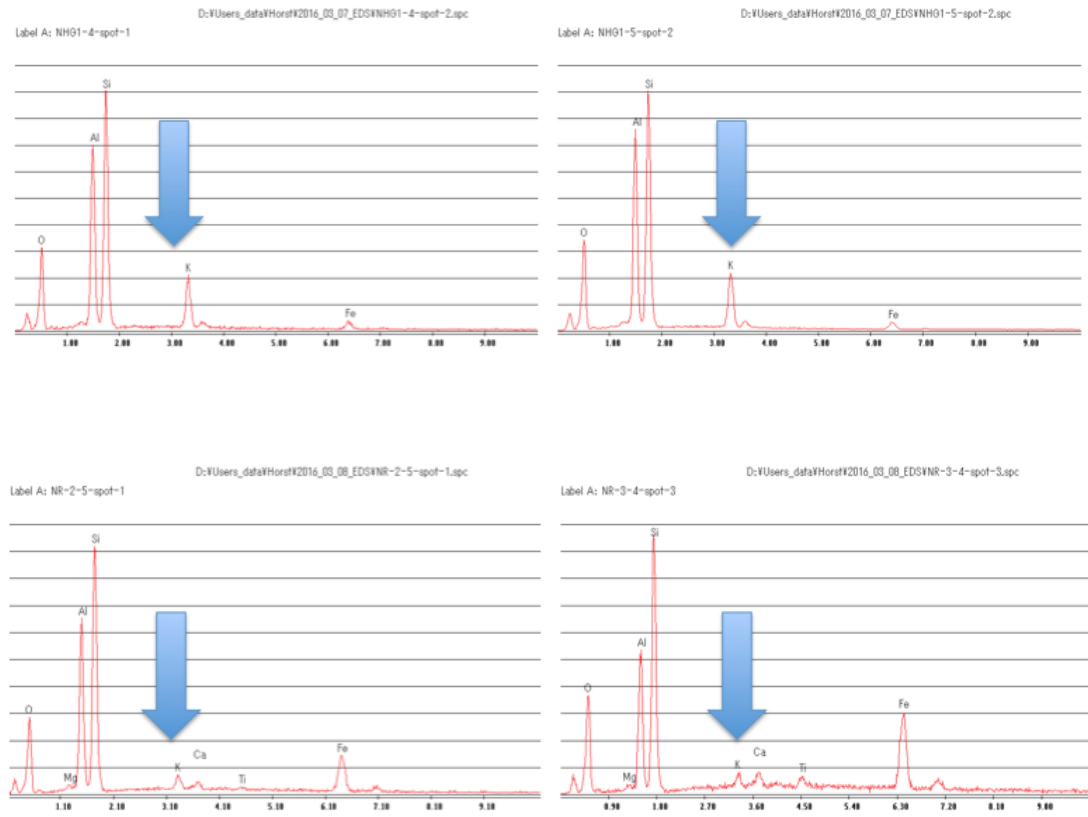 D:¥Users_data¥Horst¥2016_03_07_EDS¥NHG1-4-spot-2.spc
Label A: NHG1-4-spot-1
Si
Al
O
K
Fe
1.00 2.00 3.00 4.00 5.00 6.00 7.00 8.00 9.00
D:¥Users_data¥Horst¥2016_03_07_EDS¥NHG1-5-spot-2.spc
Label A: NHG1-5-spot-2
Si
Al
O
K
Fe
1.00 2.00 3.00 4.00 5.00 6.00 7.00 8.00 9.00
D:¥Users_data¥Horst¥2016_03_08_EDS¥NR-2-5-spot-1.spc
Label A: NR-2-5-spot-1
Si
Al
O
Mg
K
Ca
Ti
Fe
1.10 2.10 3.10 4.10 5.10 6.10 7.10 8.10 9.10
D:¥Users_data¥Horst¥2016_03_08_EDS¥NR-3-4-spot-3.spc
Label A: NR-3-4-spot-3
Si
Al
O
Mg
K
Ca
Ti
Fe
0.90 1.80 2.70 3.60 4.50 5.40 6.30 7.20 8.10 9.00